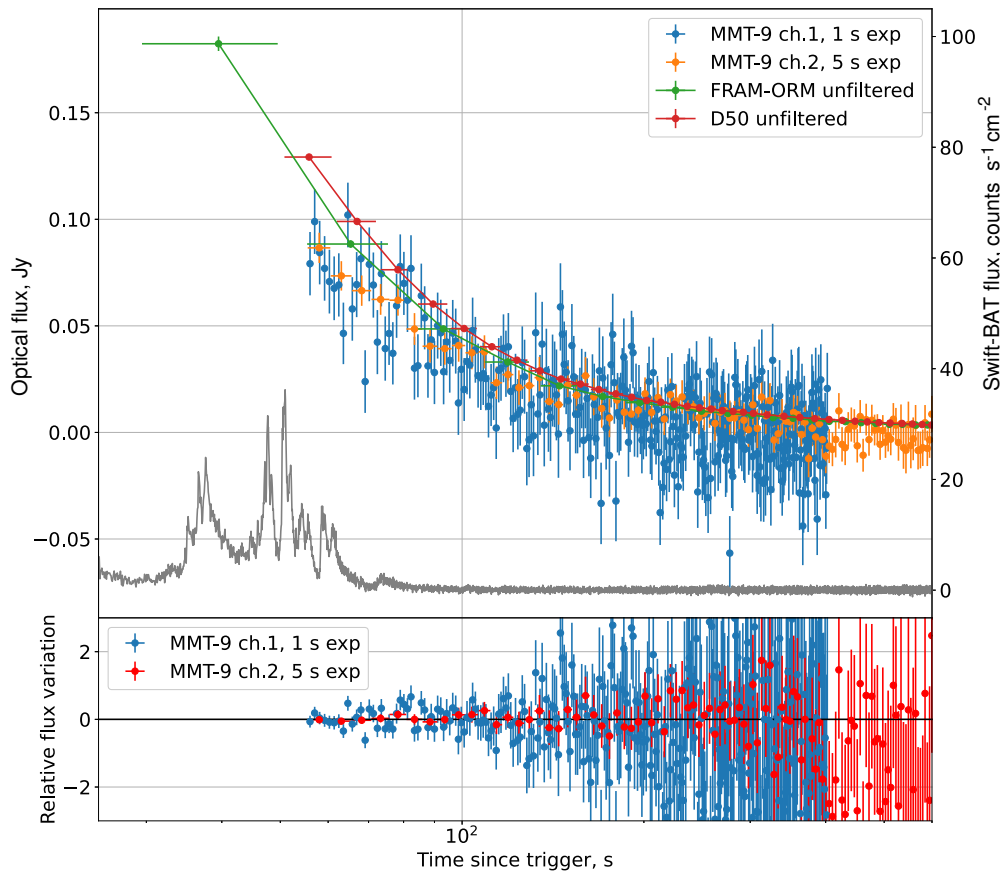 MMT-9 ch.1, 1 s exp
MMT-9 ch.2, 5 s exp
FRAM-ORM unfiltered
D50 unfiltered
Optical flux, Jy
0.15
0.10
0.05
0.00
−0.05
Swift-BAT flux. counts s⁻¹ cm⁻²
100
80
60
40
20
0
MMT-9 ch.1, 1 s exp
MMT-9 ch.2, 5 s exp
Relative flux variation
2
0
−2
10²
Time since trigger, s